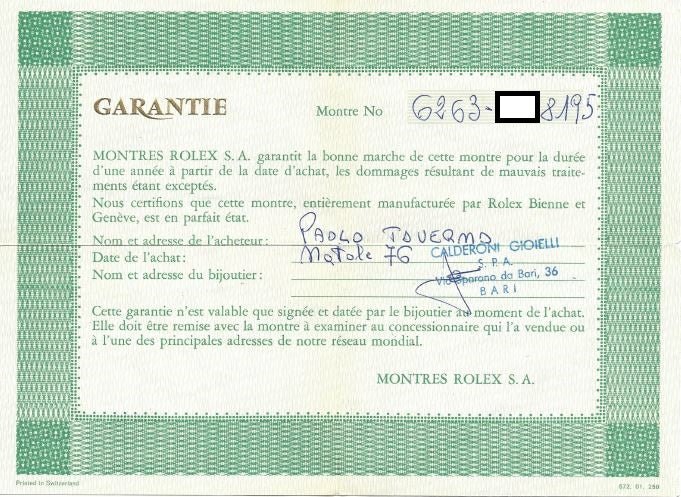 GARANTIE
Montre No 6263- 8195
MONTRES ROLEX S. A. garantit la bonne marche de cette montre pour la durée
d'une année à partir de la date d'achat, les dommages résultant de mauvais traite-
ments étant exceptés.
Nous certifions que cette montre, entièrement manufacturée par Rolex Bienne et
Genève, est en parfait état.
Nom et adresse de l'acheteur: PAOLO TAVERMO
Date de l'achat: Natale 76
CALDERONI GIOIELLI
S. P. A.
Nom et adresse du bijoutier:
Via Sparano da Bari, 36
BARI
Cette garantie n'est valable que signée et datée par le bijoutier au moment de l'achat.
Elle doit être remise avec la montre à examiner au concessionnaire qui l'a vendue ou
à l'une des principales adresses de notre réseau mondial.
MONTRES ROLEX S. A.
Printed in Switzerland
572. 01. 250